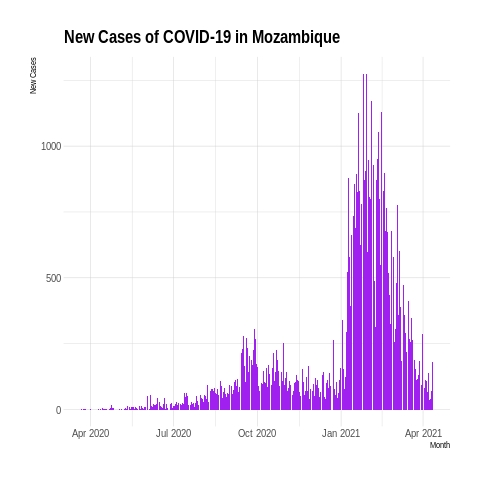 New Cases of COVID-19 in Mozambique
New Cases
1000
500
0
Apr 2020
Jul 2020
Oct 2020
Jan 2021
Apr 2021
Month